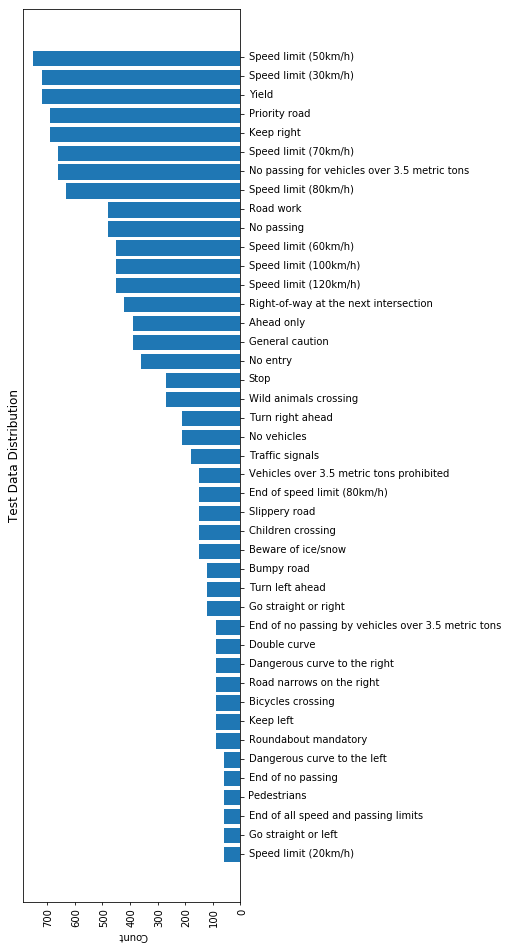 Test Data Distribution
Speed limit (50km/h)
Speed limit (30km/h)
Yield
Priority road
Keep right
Speed limit (70km/h)
No passing for vehicles over 3.5 metric tons
Speed limit (80km/h)
Road work
No passing
Speed limit (60km/h)
Speed limit (100km/h)
Speed limit (120km/h)
Right-of-way at the next intersection
Ahead only
General caution
No entry
Stop
Wild animals crossing
Turn right ahead
No vehicles
Traffic signals
Vehicles over 3.5 metric tons prohibited
End of speed limit (80km/h)
Slippery road
Children crossing
Beware of ice/snow
Bumpy road
Turn left ahead
Go straight or right
End of no passing by vehicles over 3.5 metric tons
Double curve
Dangerous curve to the right
Road narrows on the right
Bicycles crossing
Keep left
Roundabout mandatory
Dangerous curve to the left
End of no passing
Pedestrians
End of all speed and passing limits
Go straight or left
Speed limit (20km/h)
700 600 500 400 300 200 100 0
Count